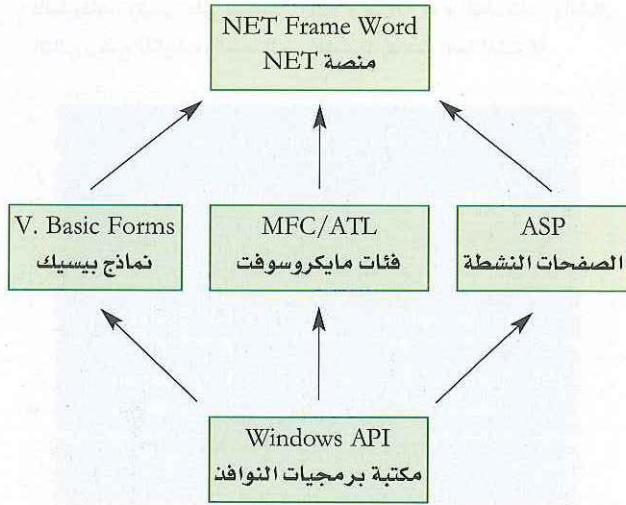 NET Frame Word
منصة NET
V. Basic Forms
نماذج بيسيك
MFC/ATL
فئات مايكروسوفت
ASP
الصفحات النشطة
Windows API
مكتبة برمجيات النوافذ